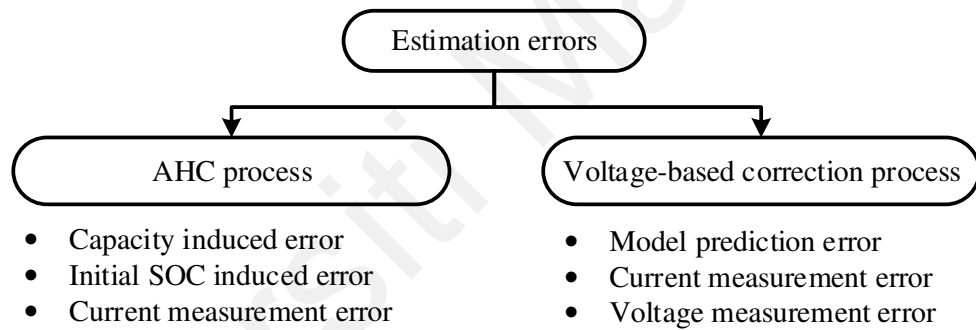 Estimation errors
AHC process
Voltage-based correction process
• Capacity induced error
• Initial SOC induced error
• Current measurement error
• Model prediction error
• Current measurement error
• Voltage measurement error